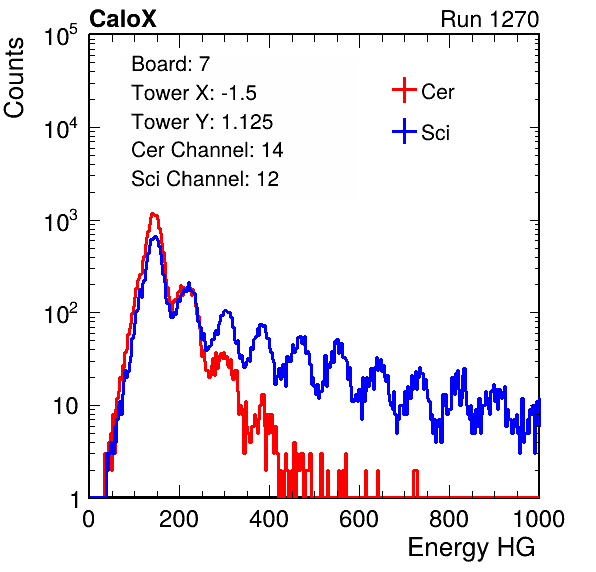 CaloX Run 1270
Counts
Board: 7
Tower X: -1.5
Tower Y: 1.125
Cer Channel: 14
Sci Channel: 12
Cer
Sci
10^5
10^4
10^3
10^2
10
1
0 200 400 600 800 1000
Energy HG